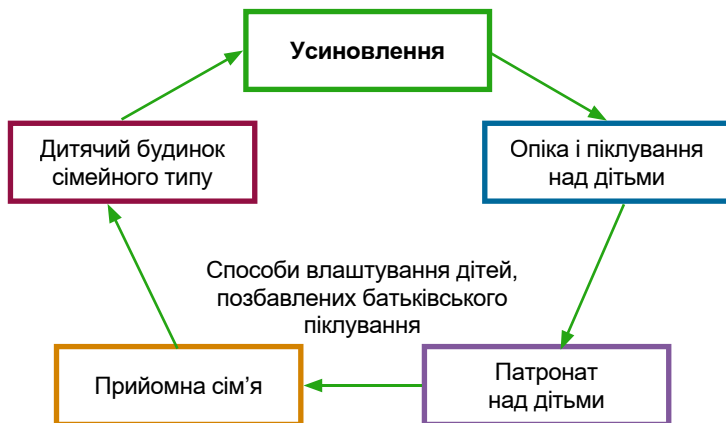 Усиновлення
Дитячий будинок
сімейного типу
Опіка і піклування
над дітьми
Способи влаштування дітей,
позбавлених батьківського
піклування
Прийомна сім’я
Патронат
над дітьми